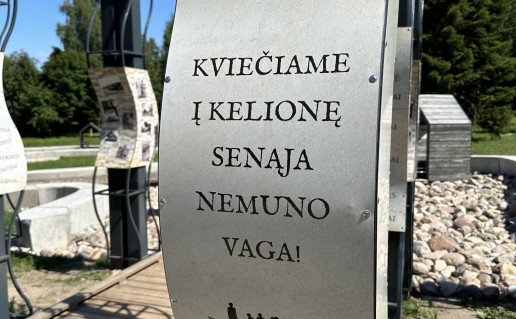 KVIEČIAME
Į KELIONĘ
SENĄJA
NEMUNO
VAGA!